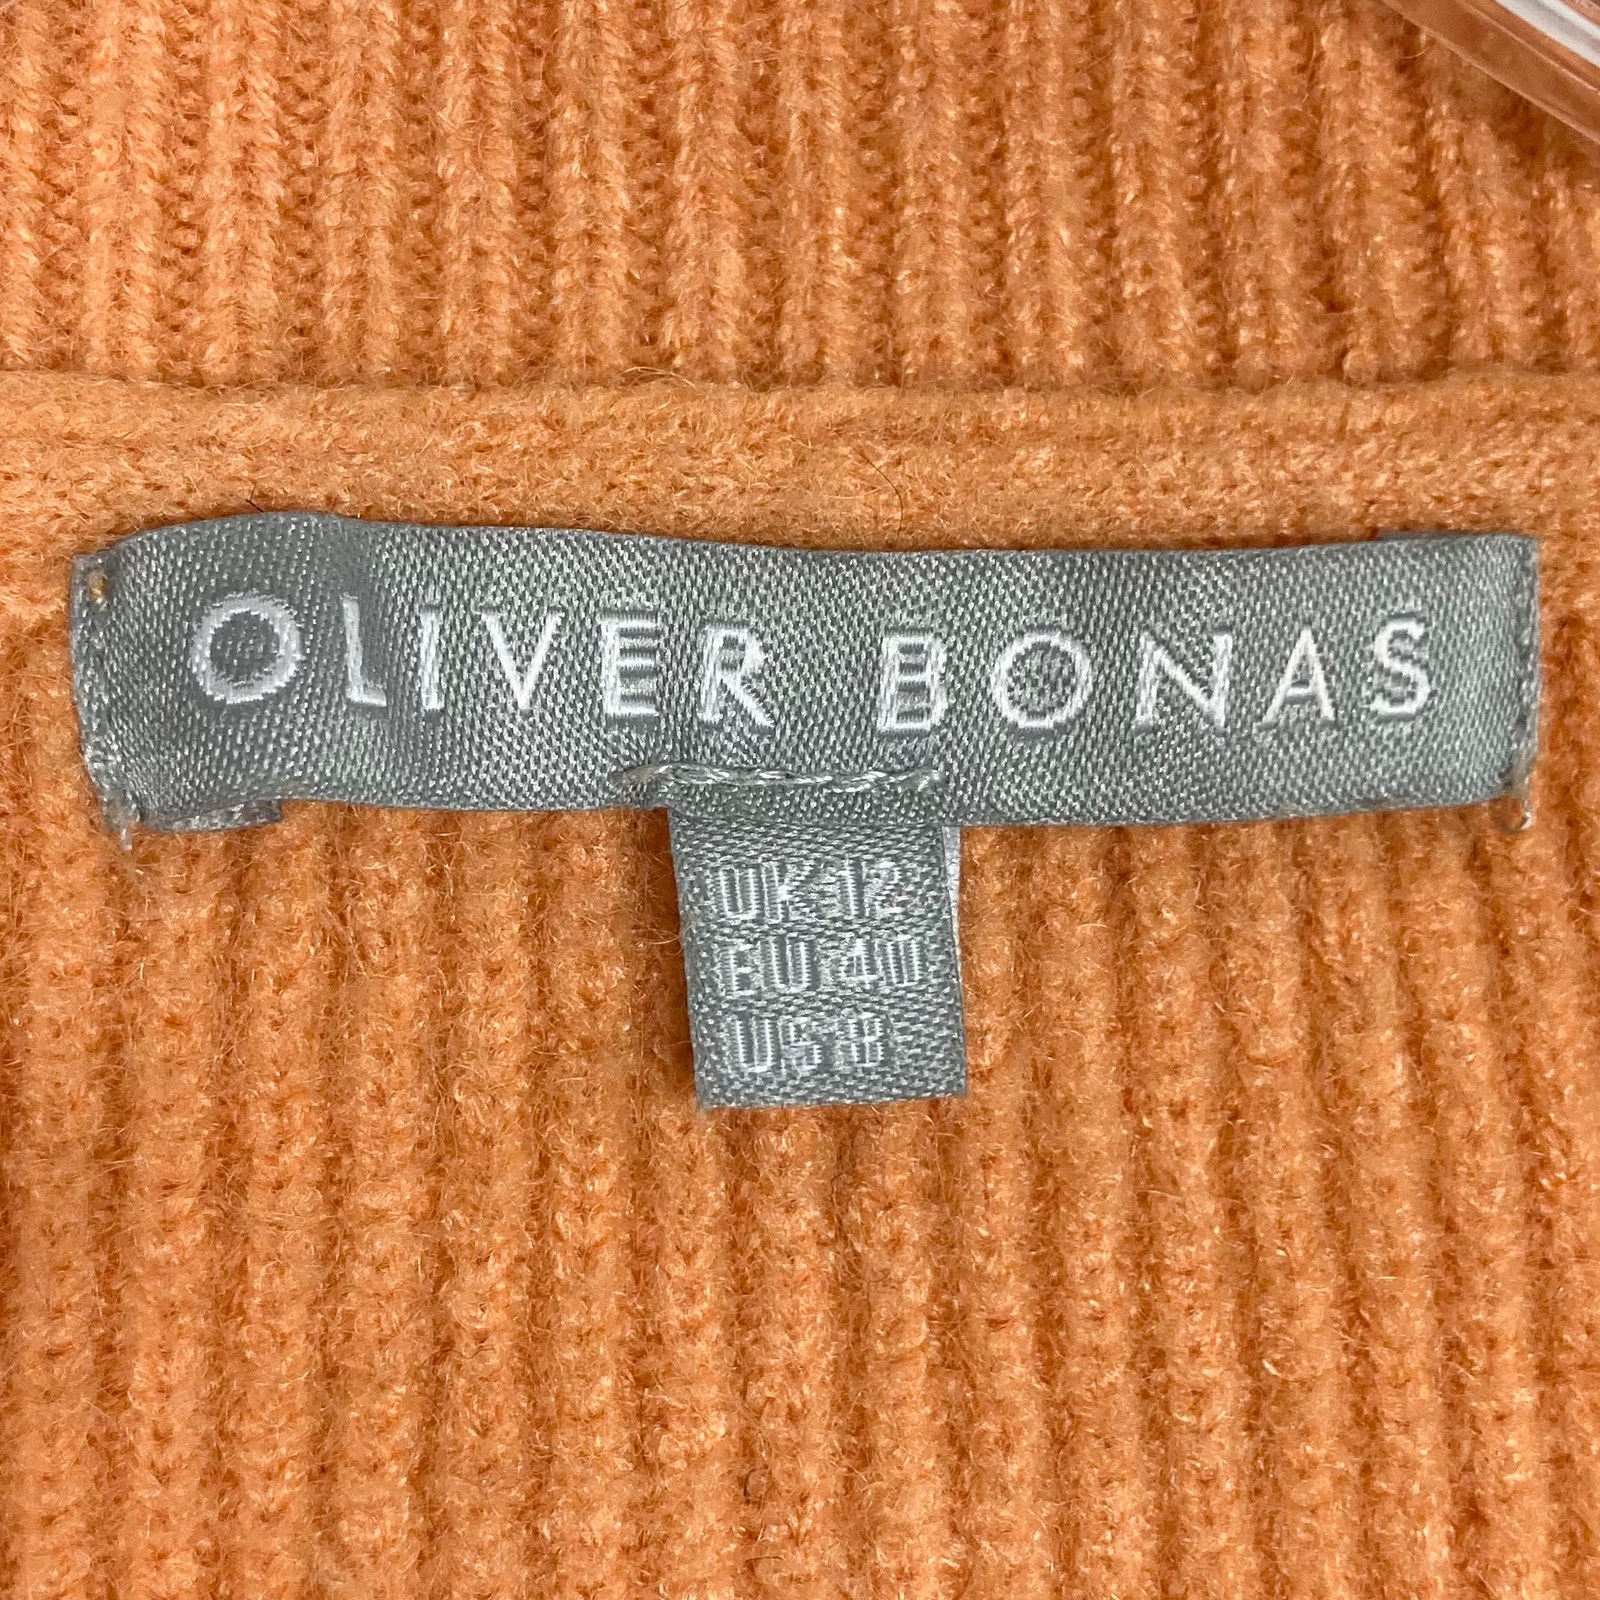 OLIVER BONAS
UK 12
EU 40
US 8